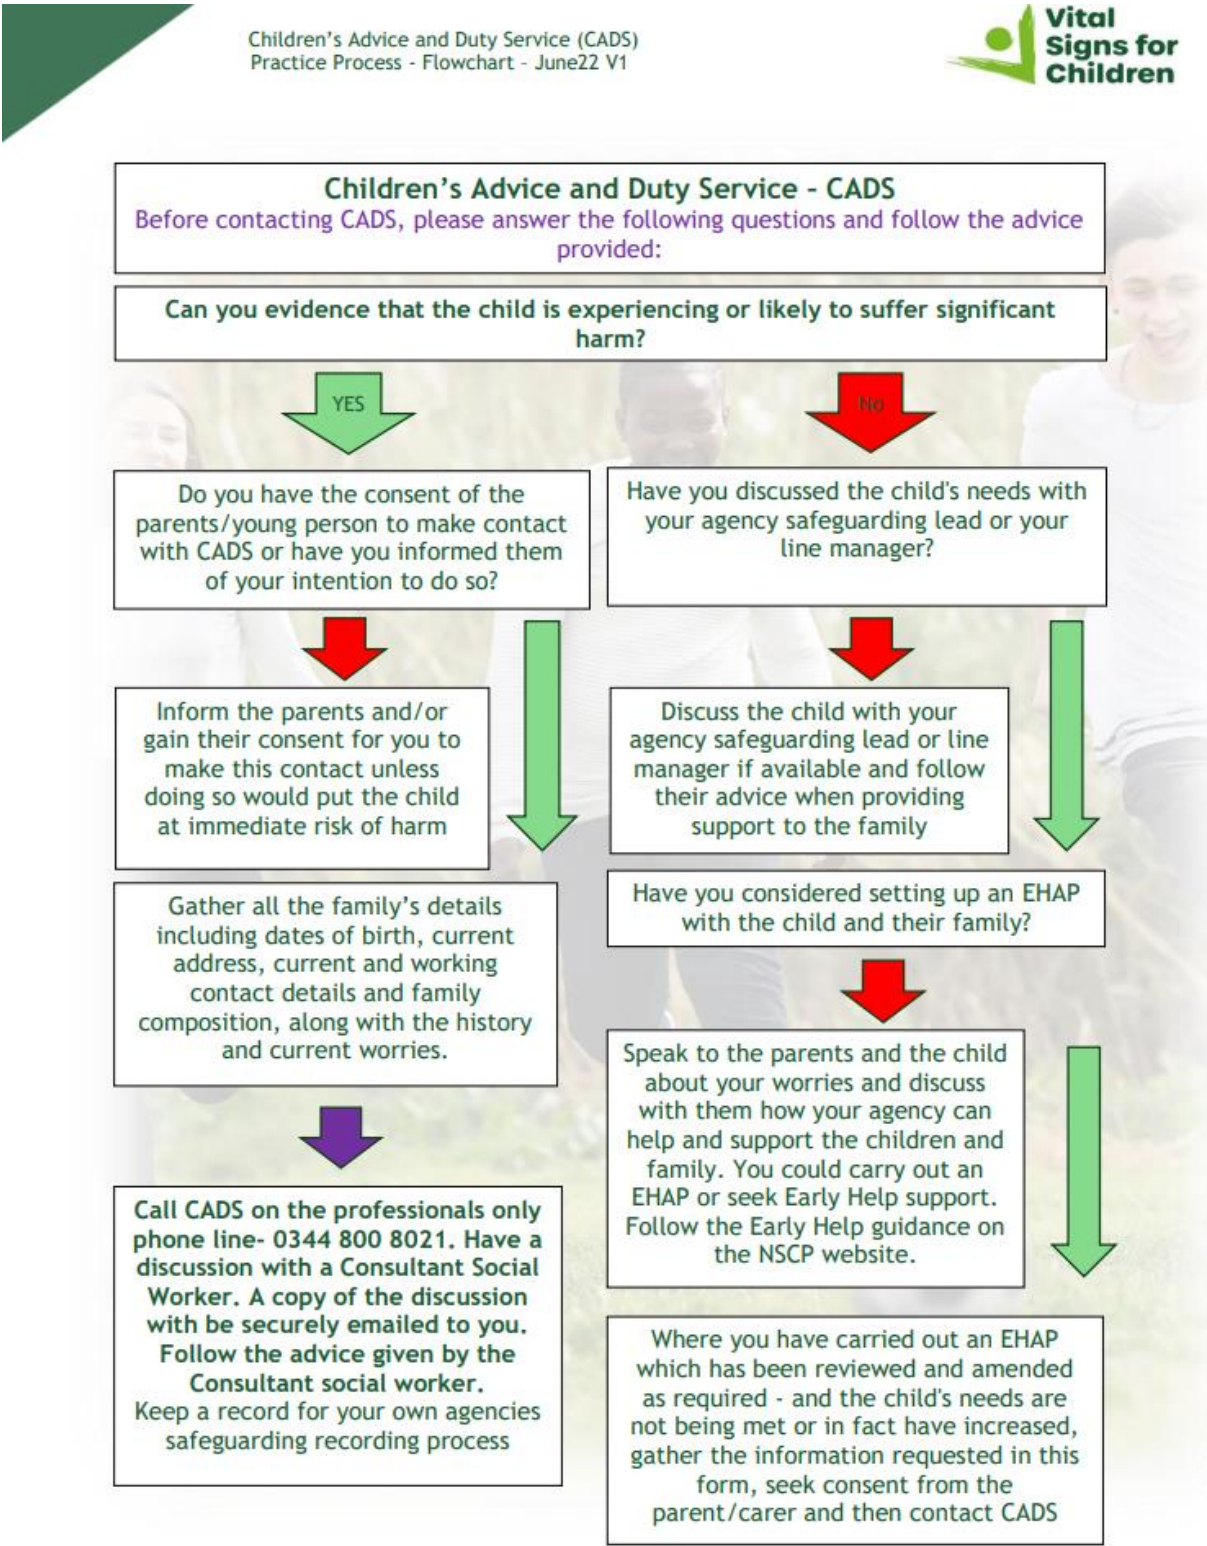 Children's Advice and Duty Service (CADS)
Practice Process - Flowchart - June22 V1
Vital
Signs for
Children
Children's Advice and Duty Service – CADS
Before contacting CADS, please answer the following questions and follow the advice
provided:
Can you evidence that the child is experiencing or likely to suffer significant
harm?
YES
No
Do you have the consent of the
parents/young person to make contact
with CADS or have you informed them
of your intention to do so?
Have you discussed the child's needs with
your agency safeguarding lead or your
line manager?
Inform the parents and/or
gain their consent for you to
make this contact unless
doing so would put the child
at immediate risk of harm
Discuss the child with your
agency safeguarding lead or line
manager if available and follow
their advice when providing
support to the family
Gather all the family's details
including dates of birth, current
address, current and working
contact details and family
composition, along with the history
and current worries.
Have you considered setting up an EHAP
with the child and their family?
Speak to the parents and the child
about your worries and discuss
with them how your agency can
help and support the children and
family. You could carry out an
EHAP or seek Early Help support.
Follow the Early Help guidance on
the NSCP website.
Call CADS on the professionals only
phone line- 0344 800 8021. Have a
discussion with a Consultant Social
Worker. A copy of the discussion
with be securely emailed to you.
Follow the advice given by the
Consultant social worker.
Keep a record for your own agencies
safeguarding recording process
Where you have carried out an EHAP
which has been reviewed and amended
as required - and the child's needs are
not being met or in fact have increased,
gather the information requested in this
form, seek consent from the
parent/carer and then contact CADS